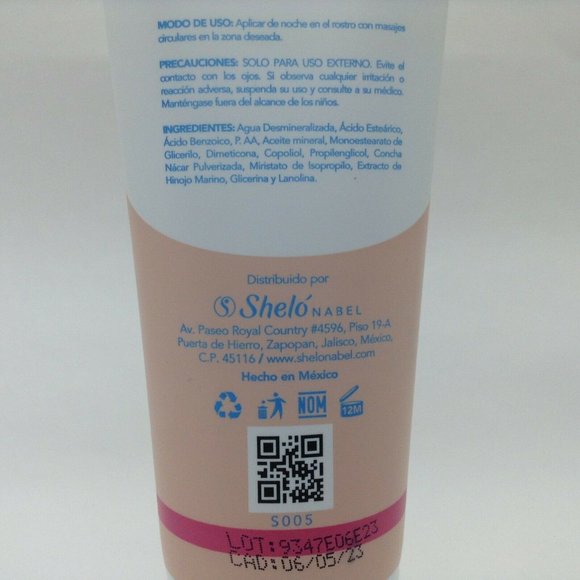 MODO DE USO: Aplicar de noche en el rostro con masajes
circulares en la zona deseada.
PRECAUCIONES: SOLO PARA USO EXTERNO. Evite el
contacto con los ojos. Si observa cualquier irritación o
reacción adversa, suspenda su uso y consulte a su médico.
Manténgase fuera del alcance de los niños.
INGREDIENTES: Agua Desmineralizada, Ácido Esteárico,
Ácido Benzoico, P. AA, Aceite mineral, Monoestearato de
Glicerilo, Dimeticona, Copoliol, Propilenglicol, Concha
Nácar Pulverizada, Miristato de Isopropilo, Extracto de
Hinojo Marino, Glicerina y Lanolina.
Distribuido por
Sheló NABEL
Av. Paseo Royal Country #4596, Piso 19-A
Puerta de Hierro, Zapopan, Jalisco, México,
C.P. 45116 / www.shelonabel.com
Hecho en México
NOM
12M
S005
LOT:9347E06E23
CAD:06/05/23